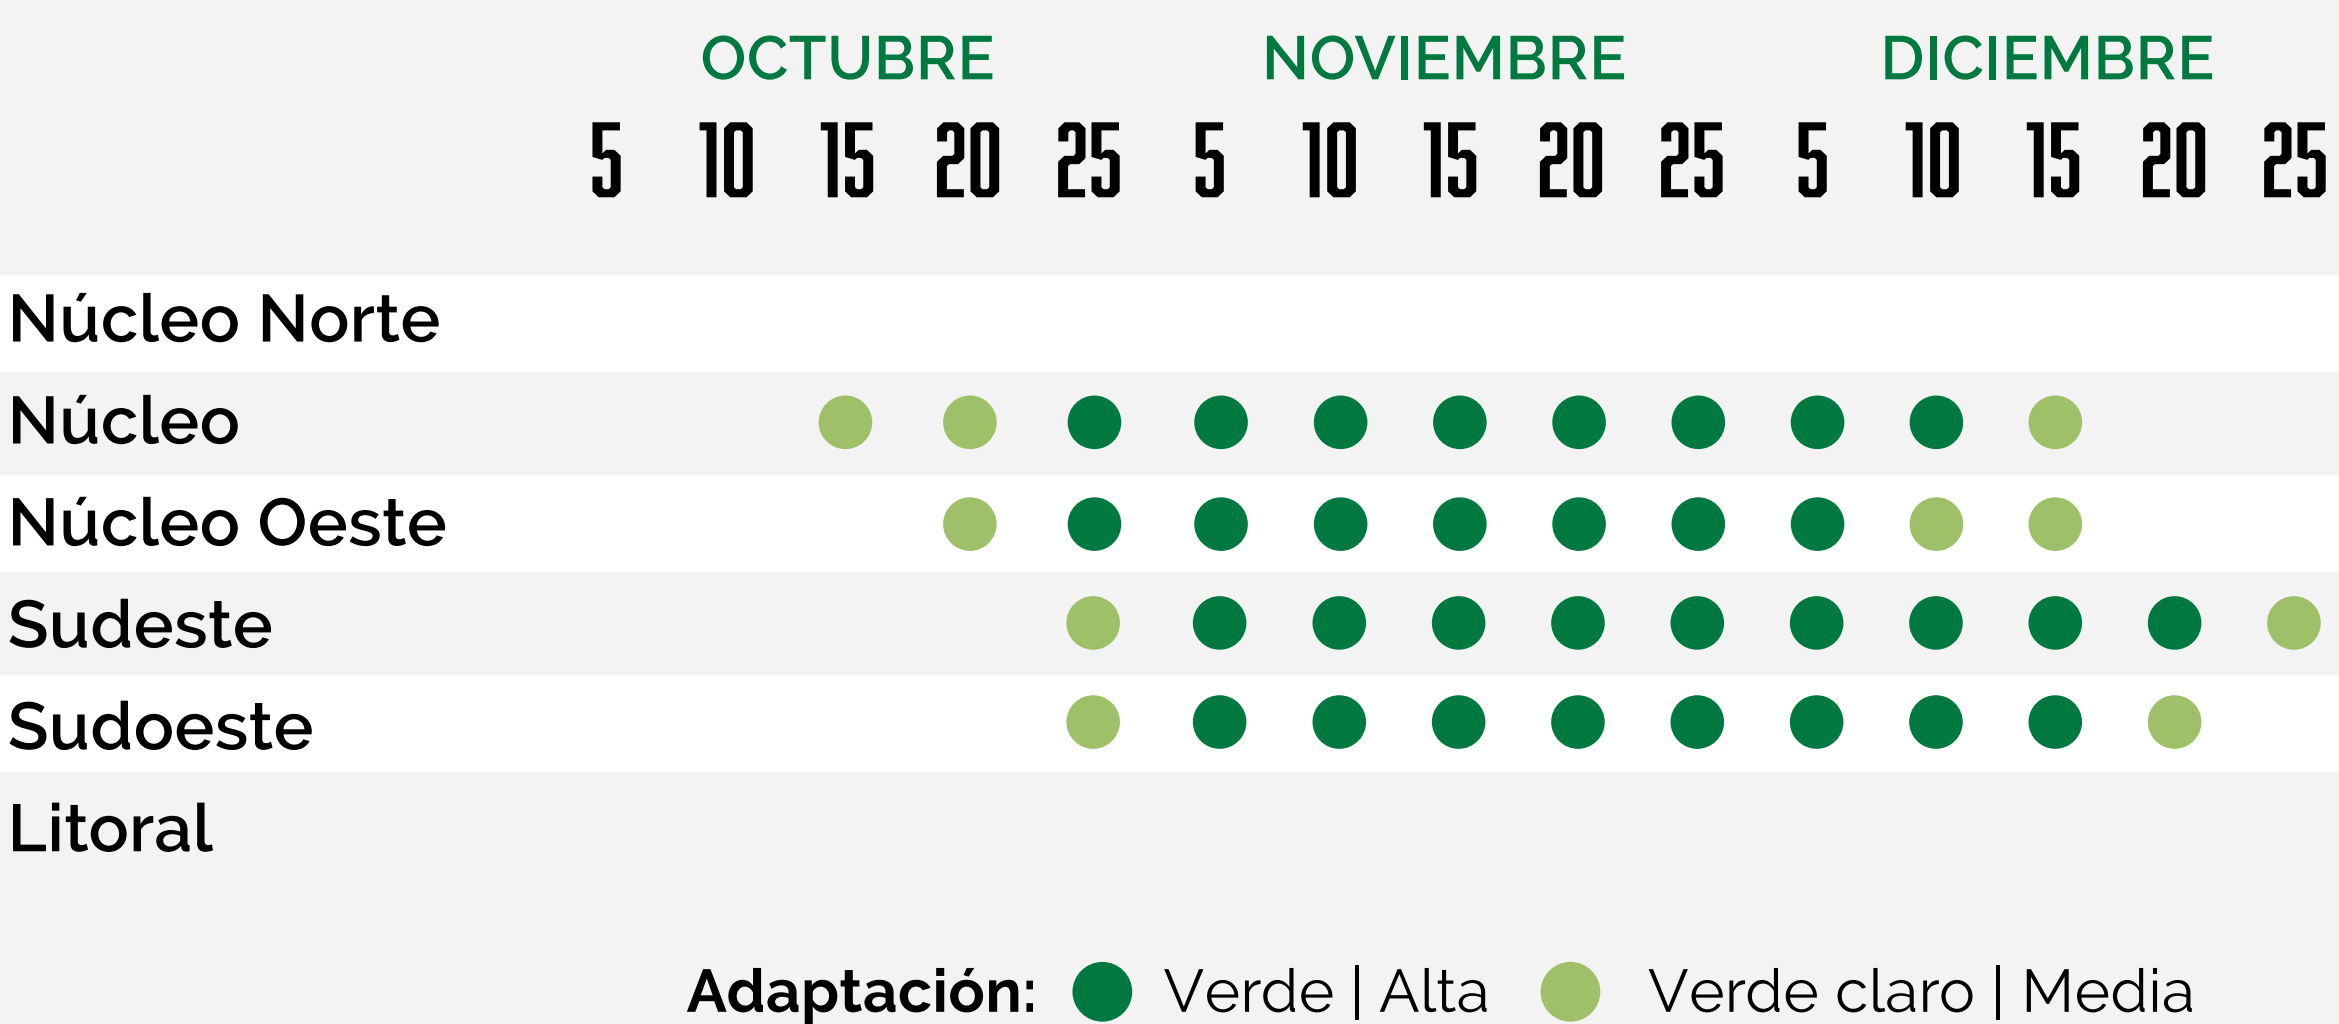 OCTUBRE NOVIEMBRE DICIEMBRE
5 10 15 20 25 5 10 15 20 25 5 10 15 20 25
Núcleo Norte
Núcleo
Núcleo Oeste
Sudeste
Sudoeste
Litoral
Adaptación: Verde | Alta Verde claro | Media